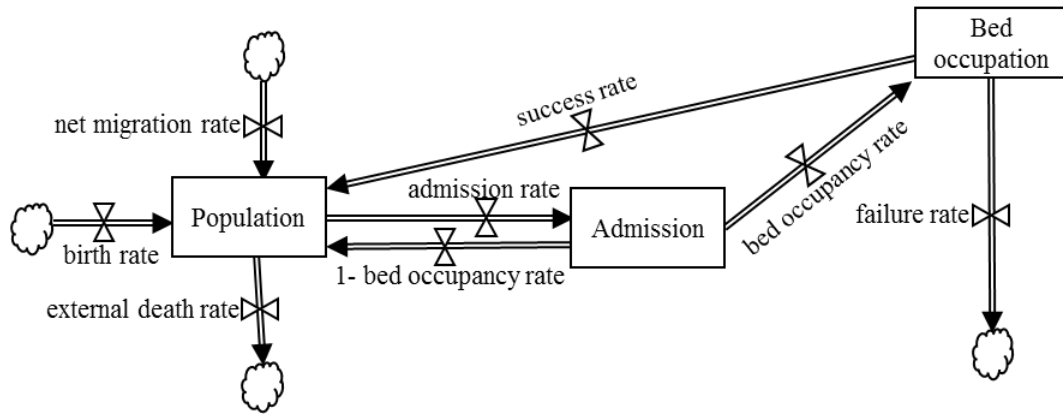 Bed
occupation
success rate
net migration rate
bed occupancy rate
admission rate
Population
Admission
failure rate
birth rate
1- bed occupancy rate
external death rate